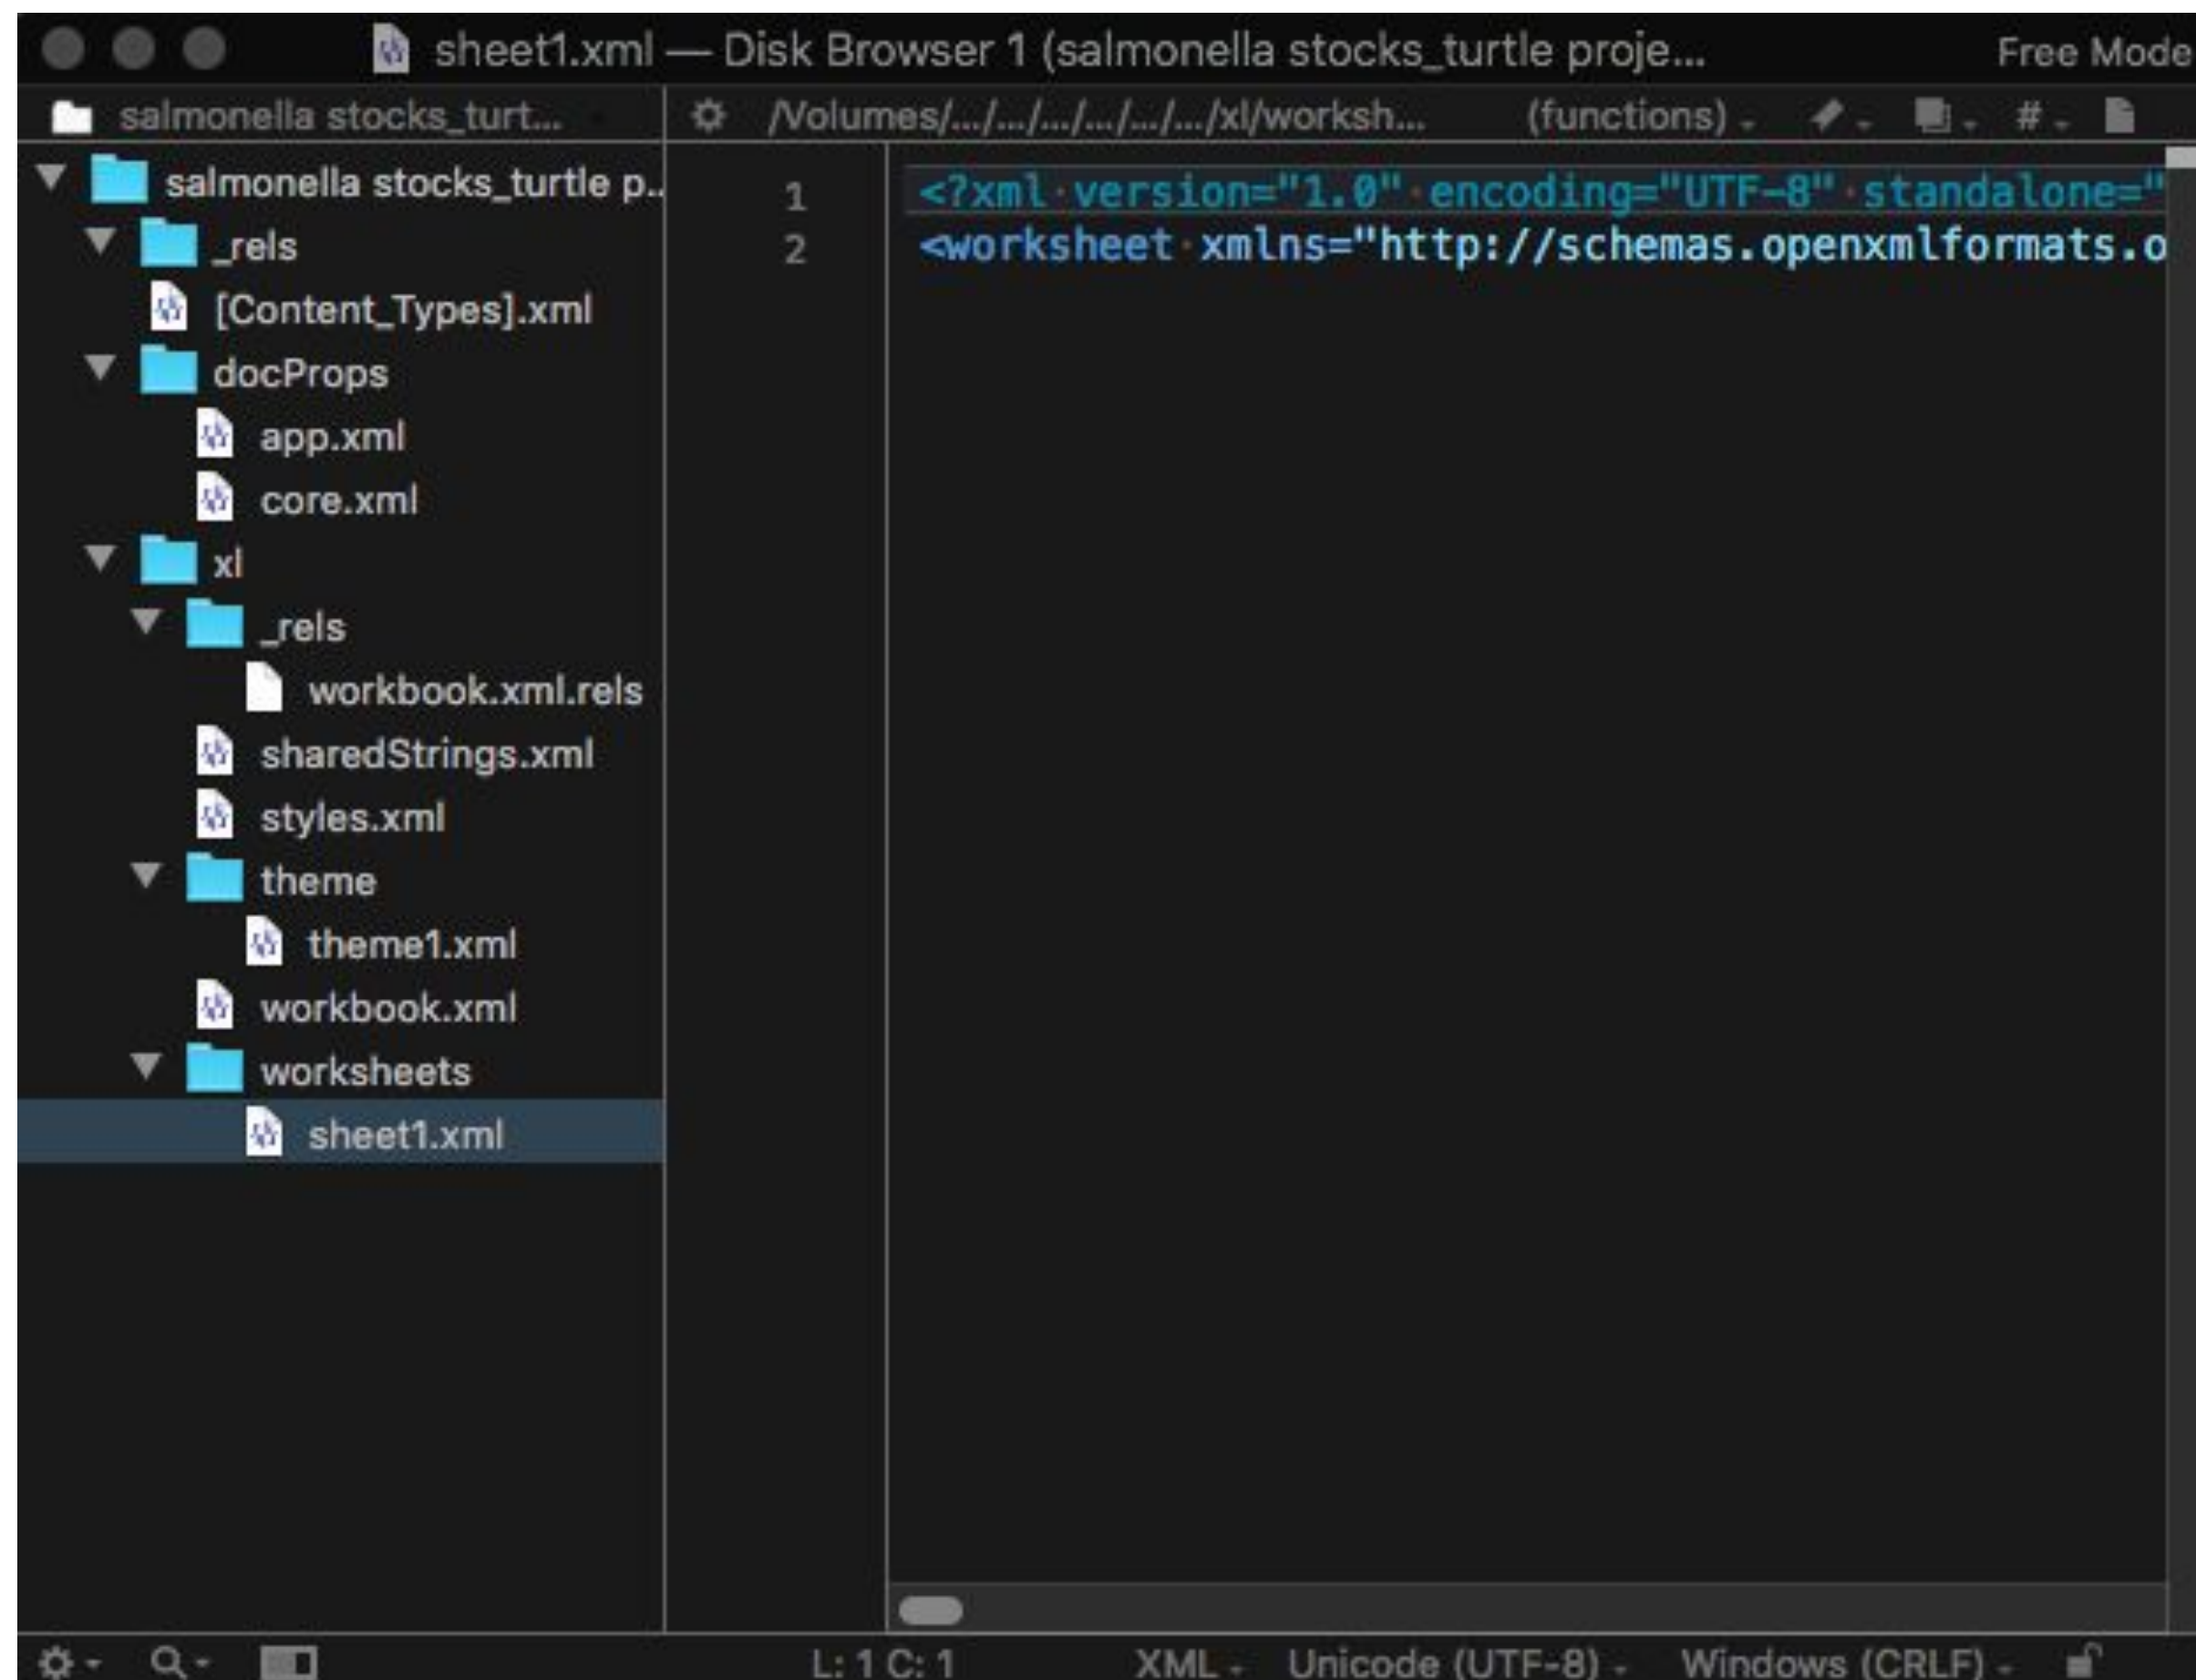 sheet1.xml — Disk Browser 1 (salmonella stocks_turtle proje...
Free Mode
salmonella stocks_turt...
/Volumes/.../.../.../.../.../.../xl/worksh...
(functions)
#
salmonella stocks_turtle p..
_rels
[Content_Types].xml
docProps
app.xml
core.xml
xl
_rels
workbook.xml.rels
sharedStrings.xml
styles.xml
theme
theme1.xml
workbook.xml
worksheets
sheet1.xml
1 <?xml version="1.0" encoding="UTF-8" standalone="
2 <worksheet xmlns="http://schemas.openxmlformats.o
L: 1 C: 1
XML
Unicode (UTF-8)
Windows (CRLF)